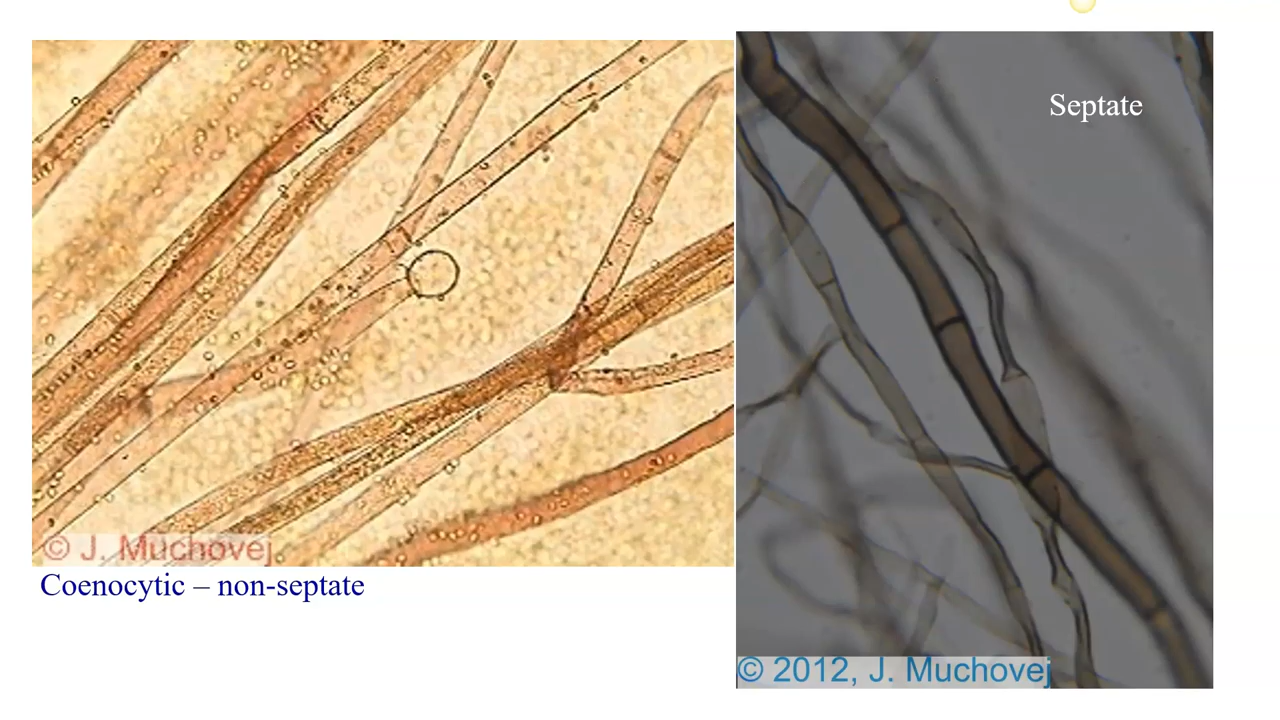 Septate
© J. Muchovej
Coenocytic – non-septate
© 2012, J. Muchovej